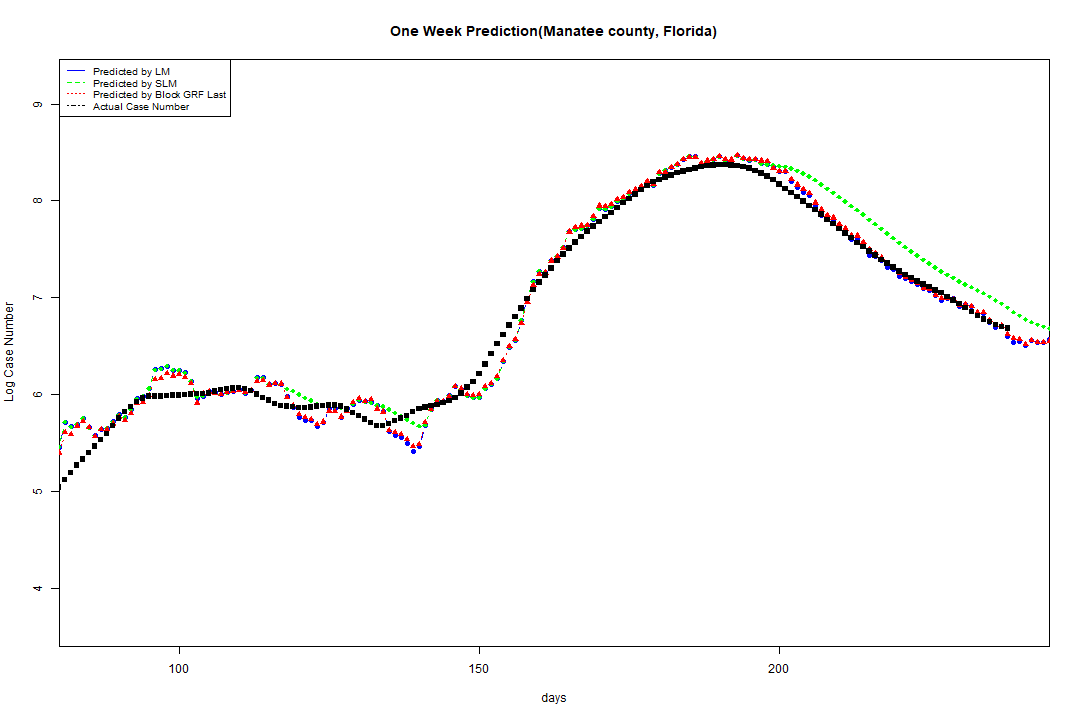 One Week Prediction(Manatee county, Florida)
Predicted by LM
Predicted by SLM
Predicted by Block GRF Last
Actual Case Number
9
8
7
6
5
4
Log Case Number
100 150 200
days